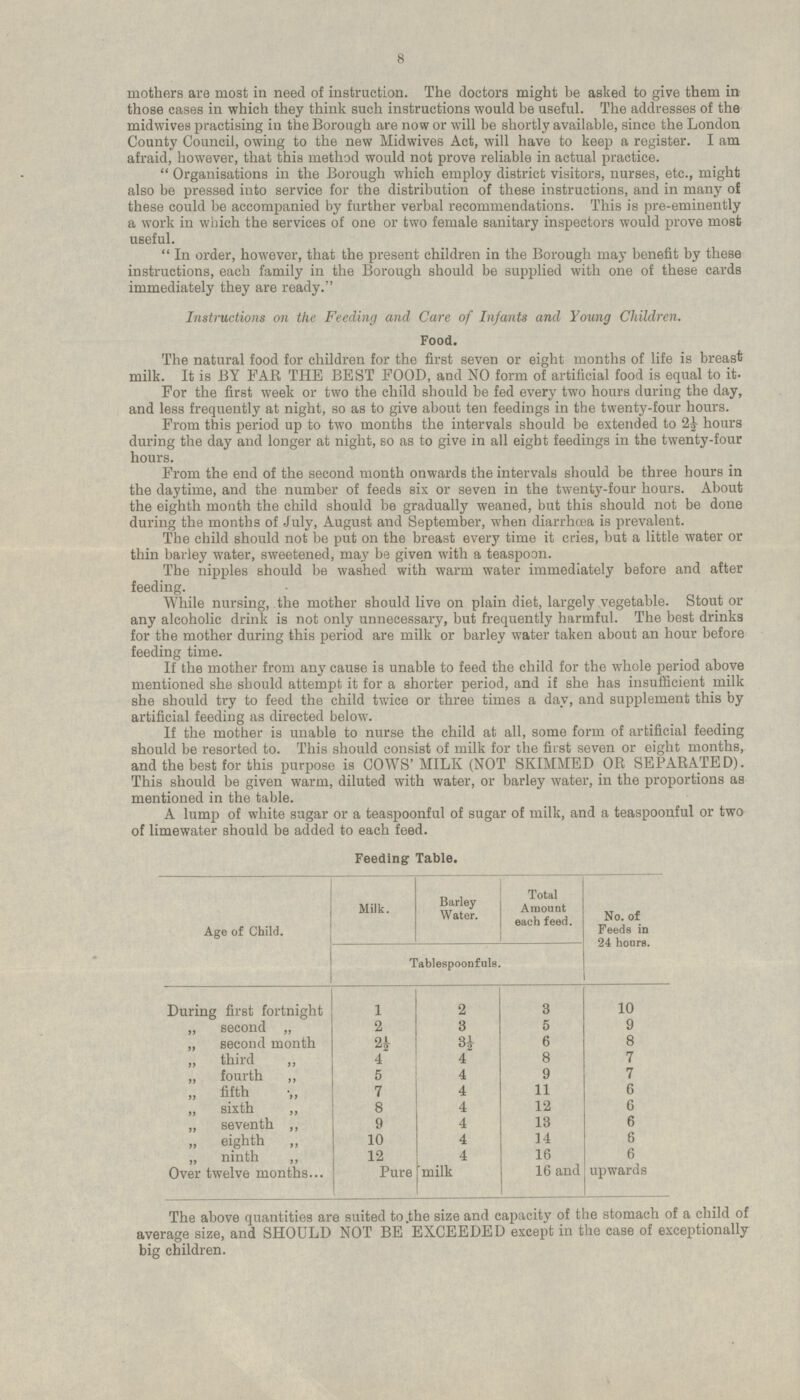 8
mothers are most in need of instruction. The doctors might be asked to give them in
those cases in which they think such instructions would be useful. The addresses of the
midwives practising in the Borough are now or will be shortly available, since the London
County Council, owing to the new Midwives Act, will have to keep a register. I am
afraid, however, that this method would not prove reliable in actual practice.
" Organisations in the Borough which employ district visitors, nurses, etc., might
also be pressed into service for the distribution of these instructions, and in many of
these could be accompanied by further verbal recommendations. This is pre-eminently
a work in which the services of one or two female sanitary inspectors would prove most
useful.
" In order, however, that the present children in the Borough may benefit by these
instructions, each family in the Borough should be supplied with one of these cards
immediately they are ready."
Instructions on the Feeding and Care of Infants and Young Children.
Food.
The natural food for children for the first seven or eight months of life is breast
milk. It is BY FAR THE BEST FOOD, and NO form of artificial food is equal to it.
For the first week or two the child should be fed every two hours during the day,
and less frequently at night, so as to give about ten feedings in the twenty-four hours.
From this period up to two months the intervals should be extended to 2½ hours
during the day and longer at night, so as to give in all eight feedings in the twenty-four
hours.
From the end of the second month onwards the intervals should be three hours in
the daytime, and the number of feeds six or seven in the twenty-four hours. About
the eighth month the child should be gradually weaned, but this should not be done
during the months of July, August and September, when diarrhœa is prevalent.
The child should not be put on the breast every time it cries, but a little water or
thin barley water, sweetened, may be given with a teaspoon.
The nipples should be washed with warm water immediately before and after
feeding.
While nursing, the mother should live on plain diet, largely vegetable. Stout or
any alcoholic drink is not only unnecessary, but frequently harmful. The best drinks
for the mother during this period are milk or barley water taken about an hour before
feeding time.
If the mother from any cause is unable to feed the child for the whole period above
mentioned she should attempt it for a shorter period, and if she has insufficient milk
she should try to feed the child twice or three times a day, and supplement this by
artificial feeding as directed below.
If the mother is unable to nurse the child at all, some form of artificial feeding
should be resorted to. This should consist of milk for the first seven or eight months,
and the best for this purpose is COWS' MILK (NOT SKIMMED OR SEPARATED).
This should be given warm, diluted with water, or barley water, in the proportions as
mentioned in the table.
A lump of white sugar or a teaspoonful of sugar of milk, and a teaspoonful or two
of limewater should be added to each feed.
Feeding Table.
Age of Child. Milk. Barley Water. Total Amount each feed. No. of Feeds in 24 hours.
Tablespoonfuls.
During first fortnight 1 2 3 10
„ second „ 2 3 5 9
„ second month 2½ 3½ 6 8
„ third „ 4 4 8 7
„ fourth „ 5 4 9 7
„ fifth „ 7 4 11 6
„ sixth „ 8 4 12 6
„ seventh „ 9 4 13 6
„ eighth „ 10 4 14 6
„ ninth „ 12 4 16 6
Over twelve months... Pure milk 16 and upwards
The above quantities are suited to the size and capacity of the stomach of a child of
average size, and SHOULD NOT BE EXCEEDED except in the case of exceptionally
big children.